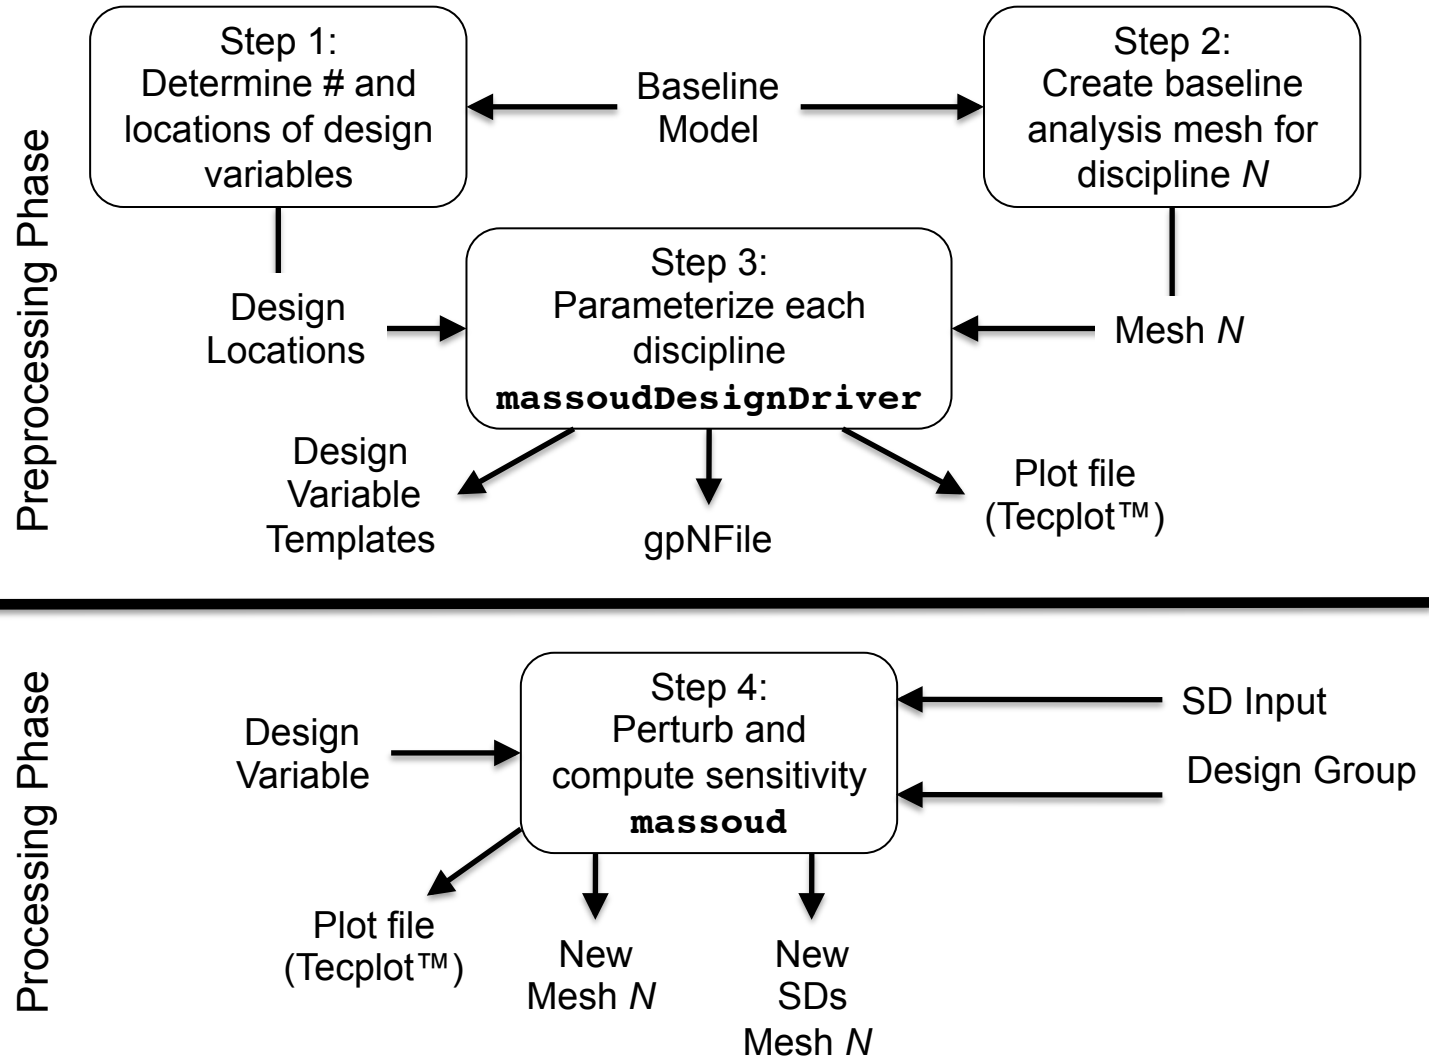 Preprocessing Phase
Step 1:
Determine # and
locations of design
variables
Baseline
Model
Step 2:
Create baseline
analysis mesh for
discipline N
Design
Locations
Step 3:
Parameterize each
discipline
massoudDesignDriver
Mesh N
Design
Variable
Templates
gpNFile
Plot file
(Tecplot™)
Processing Phase
Design
Variable
Step 4:
Perturb and
compute sensitivity
massoud
SD Input
Design Group
Plot file
(Tecplot™)
New
Mesh N
New
SDs
Mesh N